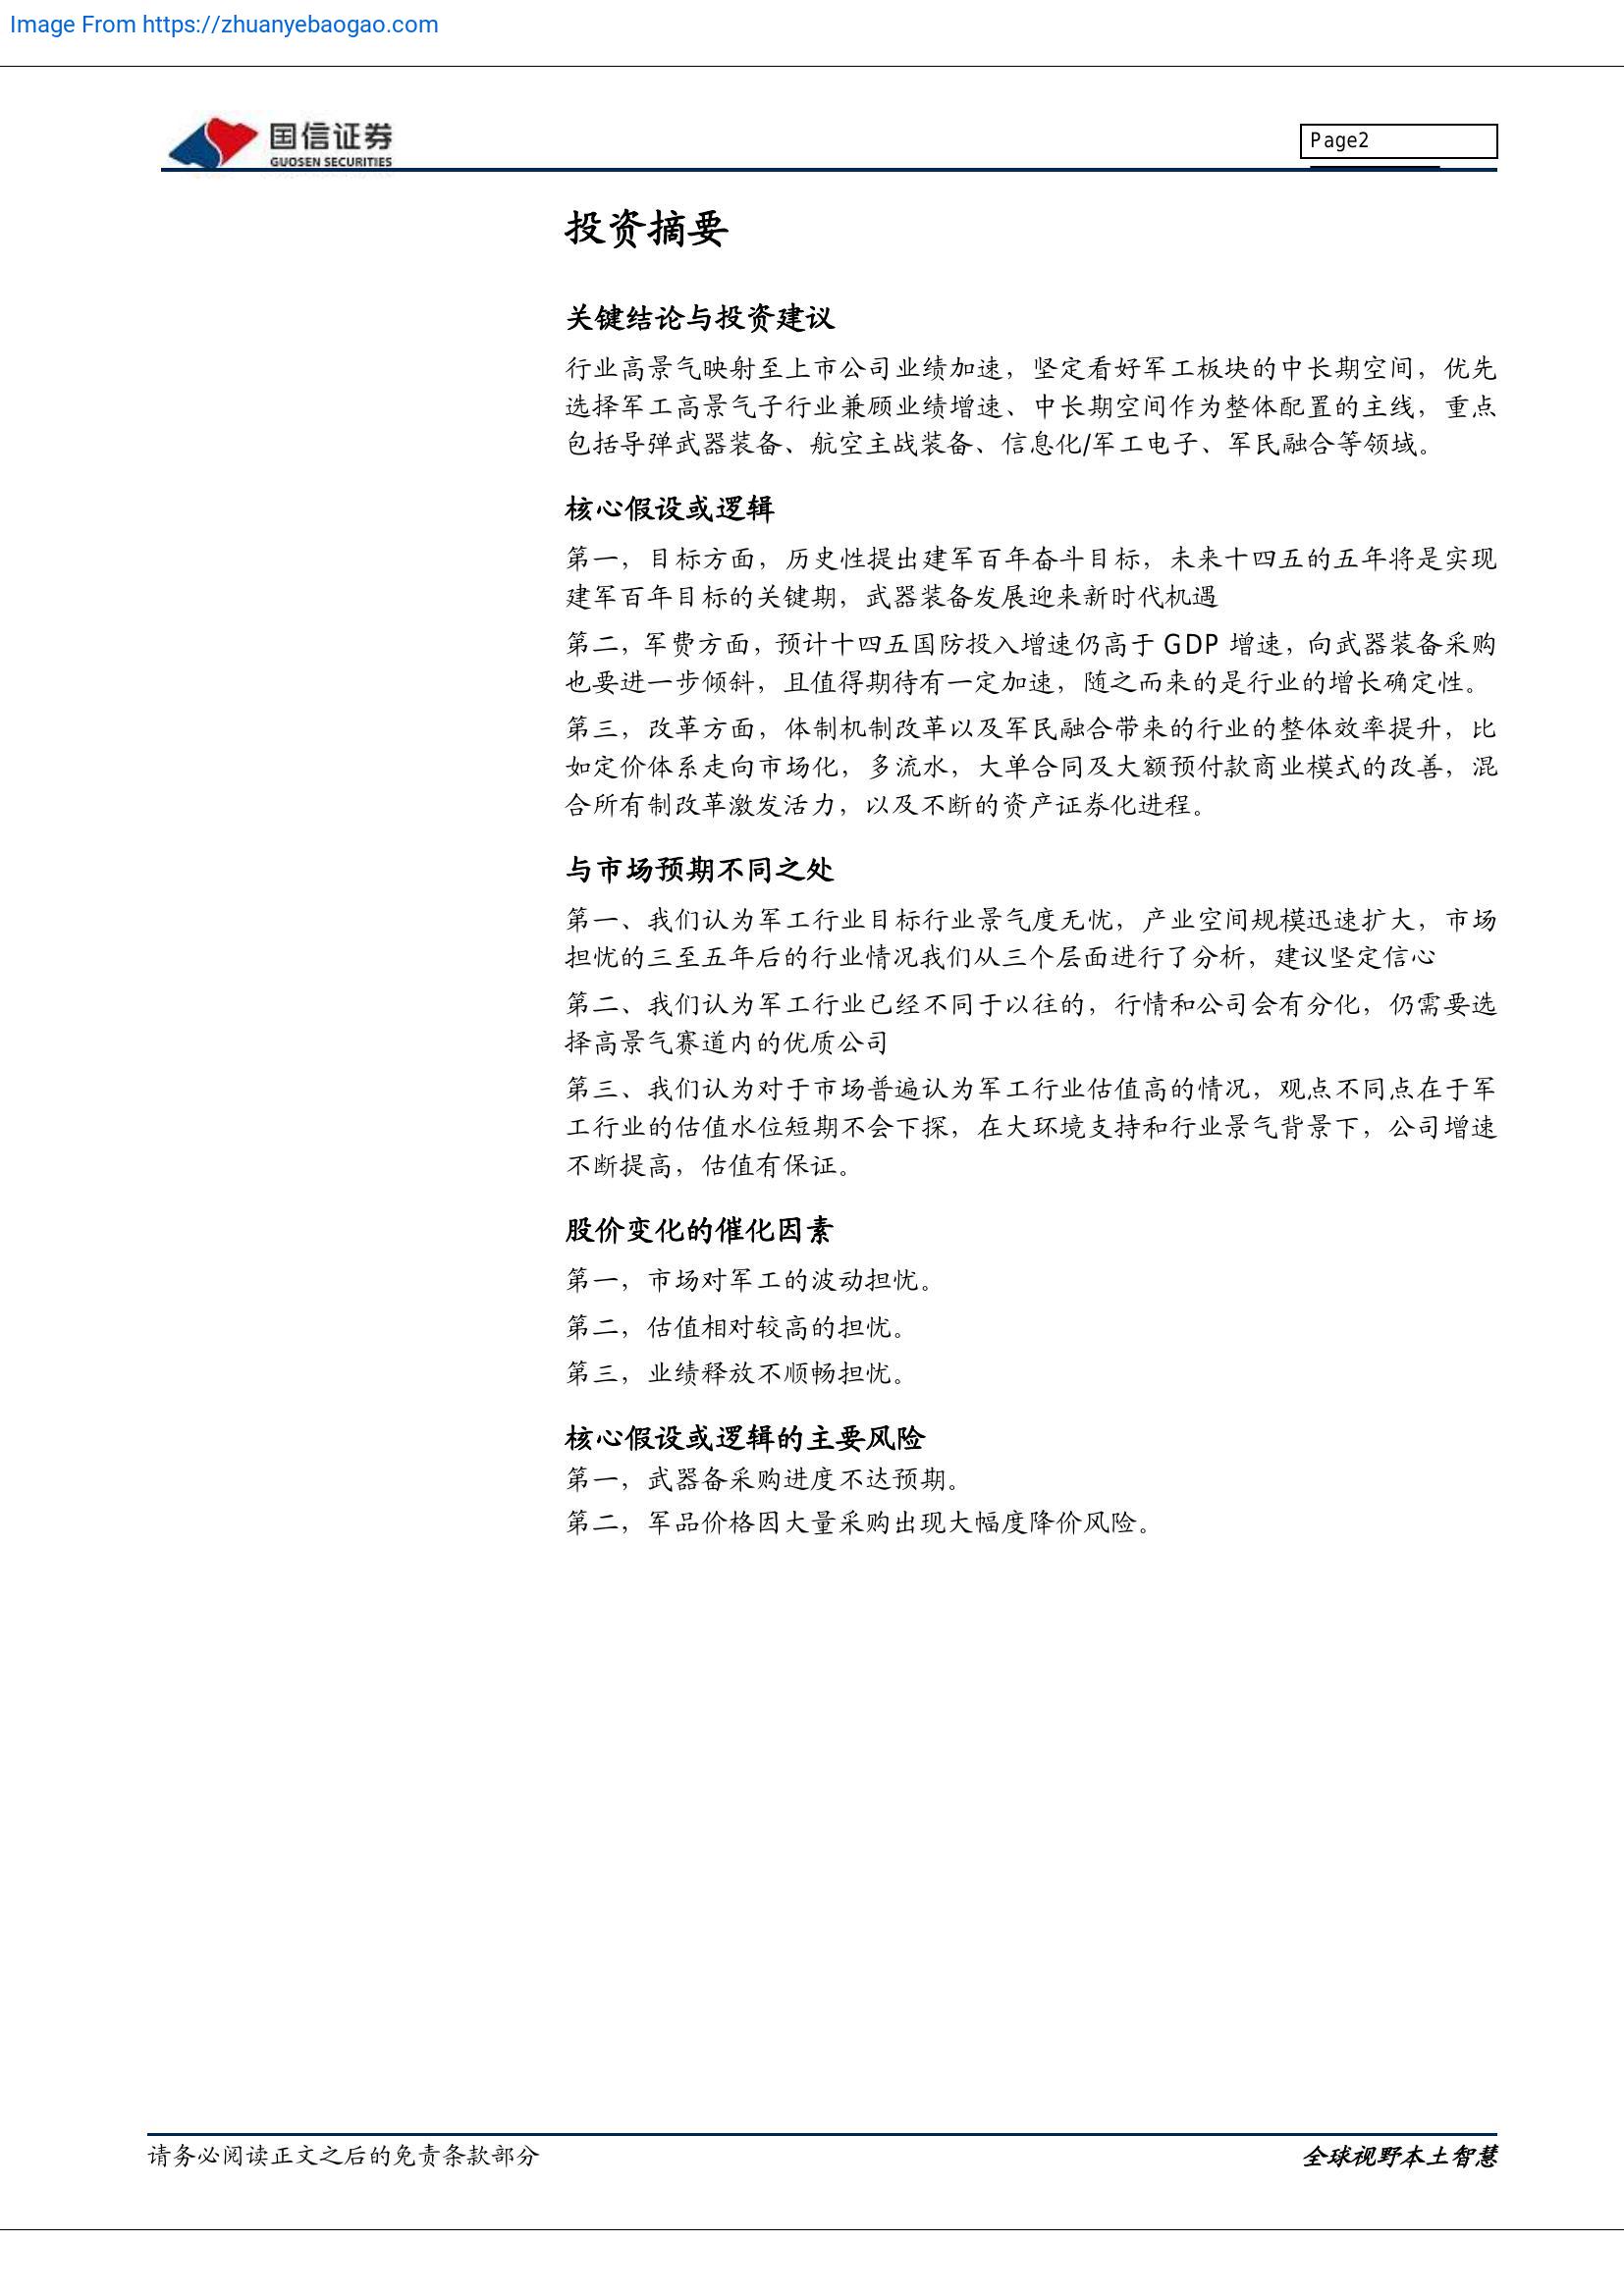 Image From https://zhuanyebaogao.com
国信证券
GUOSEN SECURITIES
Page2
投资摘要
关键结论与投资建议
行业高景气映射至上市公司业绩加速，坚定看好军工板块的中长期空间，优先
选择军工高景气子行业兼顾业绩增速、中长期空间作为整体配置的主线，重点
包括导弹武器装备、航空主战装备、信息化/军工电子、军民融合等领域。
核心假设或逻辑
第一，目标方面，历史性提出建军百年奋斗目标，未来十四五的五年将是实现
建军百年目标的关键期，武器装备发展迎来新时代机遇
第二，军费方面，预计十四五国防投入增速仍高于 GDP 增速，向武器装备采购
也要进一步倾斜，且值得期待有一定加速，随之而来的是行业的增长确定性。
第三，改革方面，体制机制改革以及军民融合带来的行业的整体效率提升，比
如定价体系走向市场化，多流水，大单合同及大额预付款商业模式的改善，混
合所有制改革激发活力，以及不断的资产证券化进程。
与市场预期不同之处
第一、我们认为军工行业目标行业景气度无忧，产业空间规模迅速扩大，市场
担忧的三至五年后的行业情况我们从三个层面进行了分析，建议坚定信心
第二、我们认为军工行业已经不同于以往的，行情和公司会有分化，仍需要选
择高景气赛道内的优质公司
第三、我们认为对于市场普遍认为军工行业估值高的情况，观点不同点在于军
工行业的估值水位短期不会下探，在大环境支持和行业景气背景下，公司增速
不断提高，估值有保证。
股价变化的催化因素
第一，市场对军工的波动担忧。
第二，估值相对较高的担忧。
第三，业绩释放不顺畅担忧。
核心假设或逻辑的主要风险
第一，武器备采购进度不达预期。
第二，军品价格因大量采购出现大幅度降价风险。
请务必阅读正文之后的免责条款部分
全球视野本土智慧